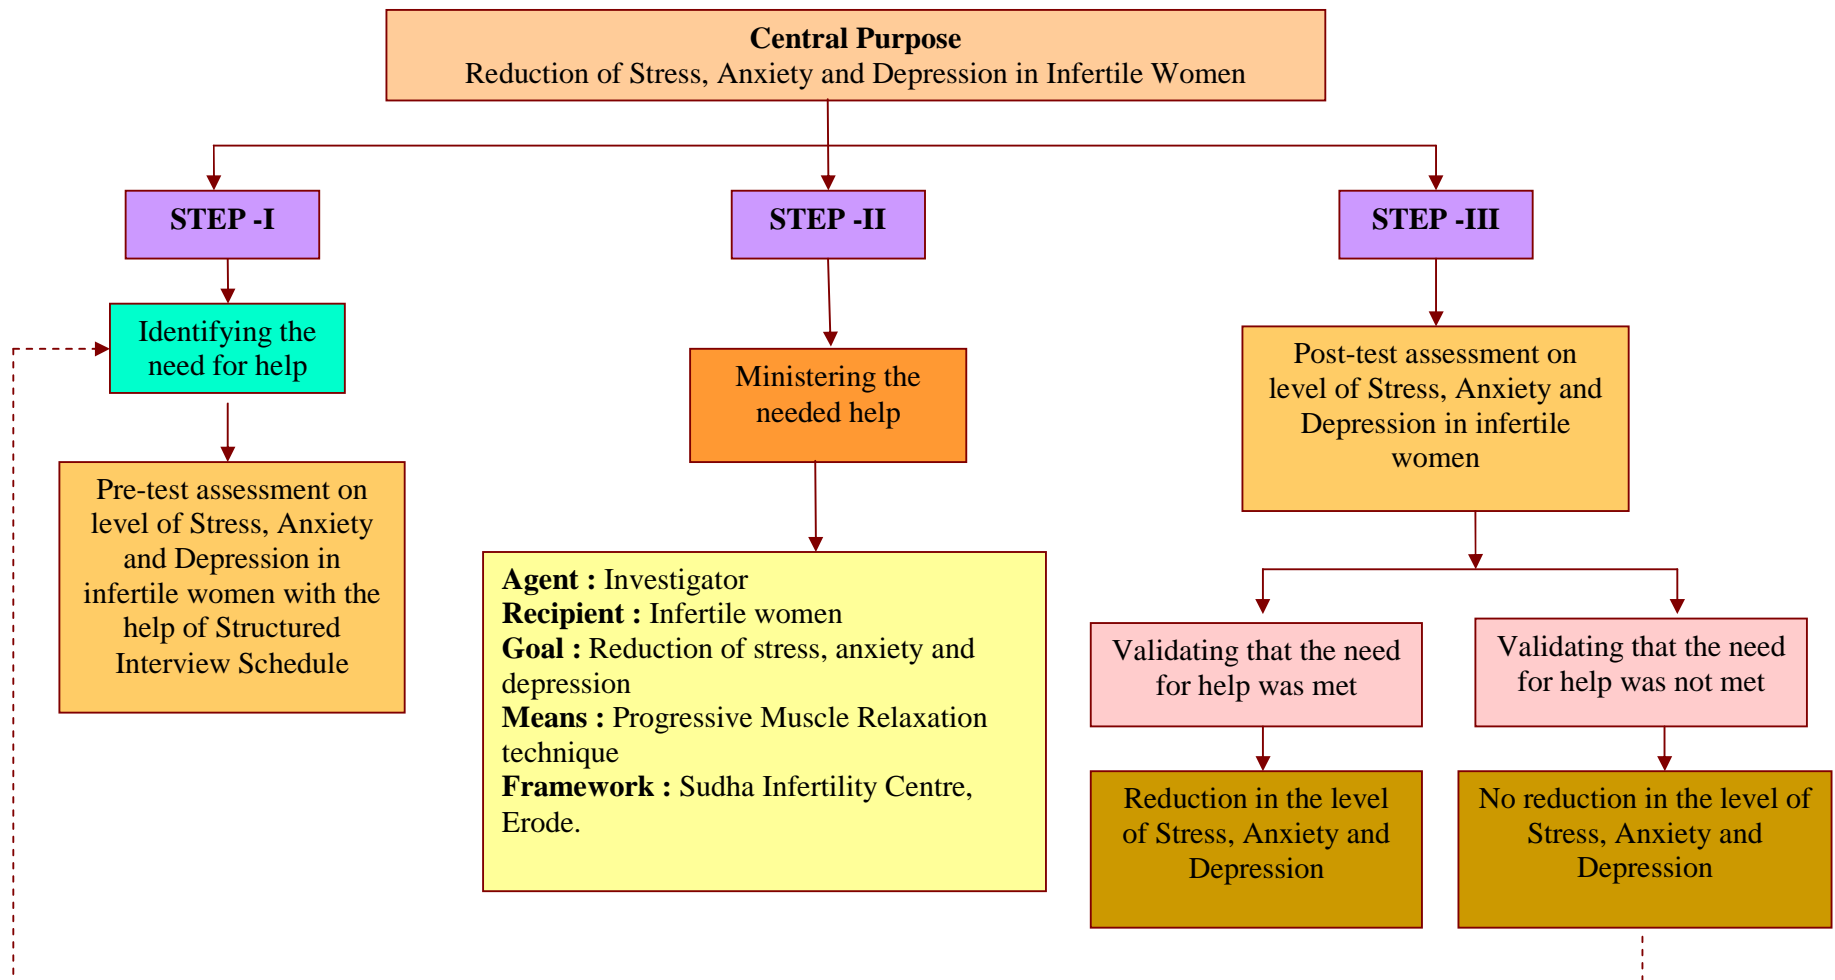 Central Purpose
Reduction of Stress, Anxiety and Depression in Infertile Women
STEP -I
STEP -II
STEP -III
Identifying the
need for help
Ministering the
needed help
Post-test assessment on
level of Stress, Anxiety and
Depression in infertile
women
Pre-test assessment on
level of Stress, Anxiety
and Depression in
infertile women with the
help of Structured
Interview Schedule
Agent : Investigator
Recipient : Infertile women
Goal : Reduction of stress, anxiety and
depression
Means : Progressive Muscle Relaxation
technique
Framework : Sudha Infertility Centre,
Erode.
Validating that the need
for help was met
Validating that the need
for help was not met
Reduction in the level
of Stress, Anxiety and
Depression
No reduction in the level of
Stress, Anxiety and
Depression